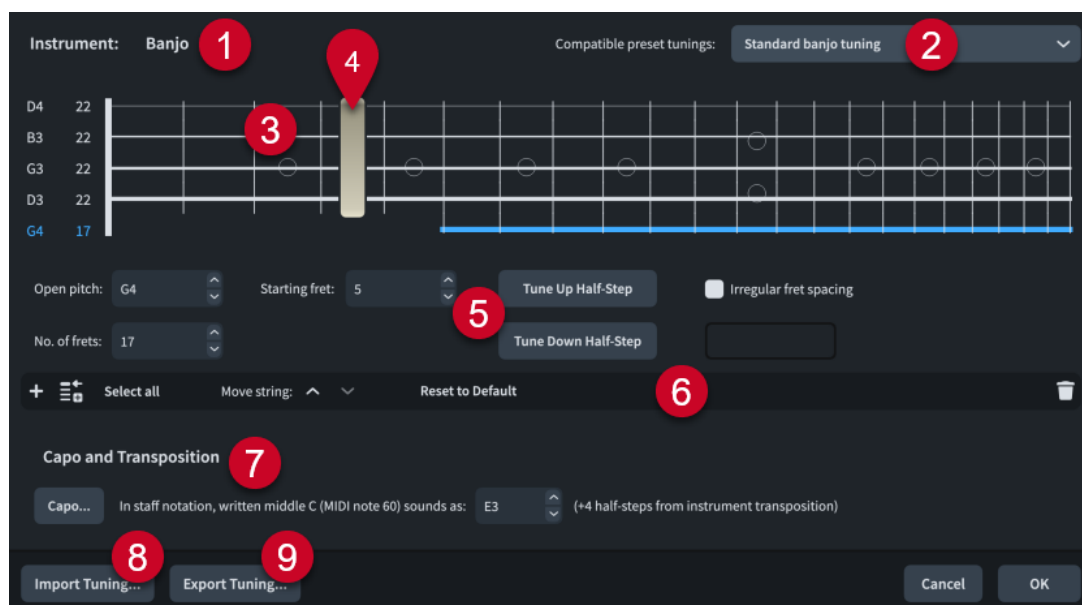 Instrument: Banjo 1 Compatible preset tunings: Standard banjo tuning 2
4
D4 22
3
B3 22
G3 22
D3 22
G4 17
Open pitch: G4 Starting fret: 5 Tune Up Half-Step Irregular fret spacing
5
No. of frets: 17 Tune Down Half-Step
Select all Move string: Reset to Default 6
Capo and Transposition 7
Capo... In staff notation, written middle C (MIDI note 60) sounds as: E3 (+4 half-steps from instrument transposition)
8 9
Import Tuning... Export Tuning... Cancel OK